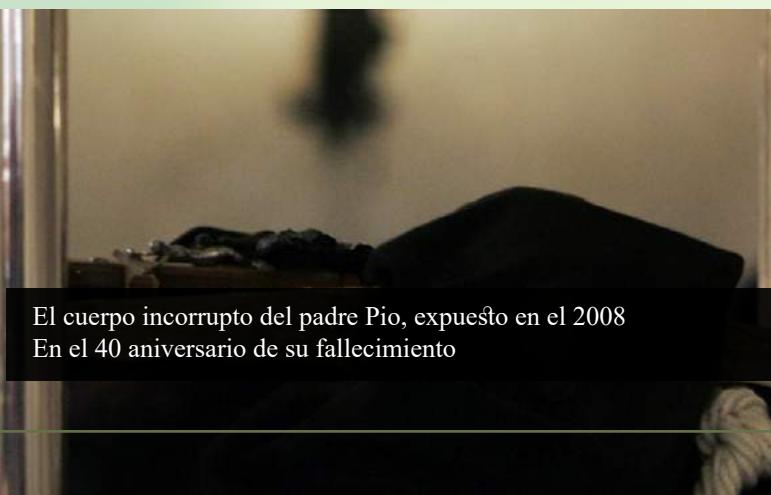 El cuerpo incorrupto del padre Pio, expuesto en el 2008
En el 40 aniversario de su fallecimiento